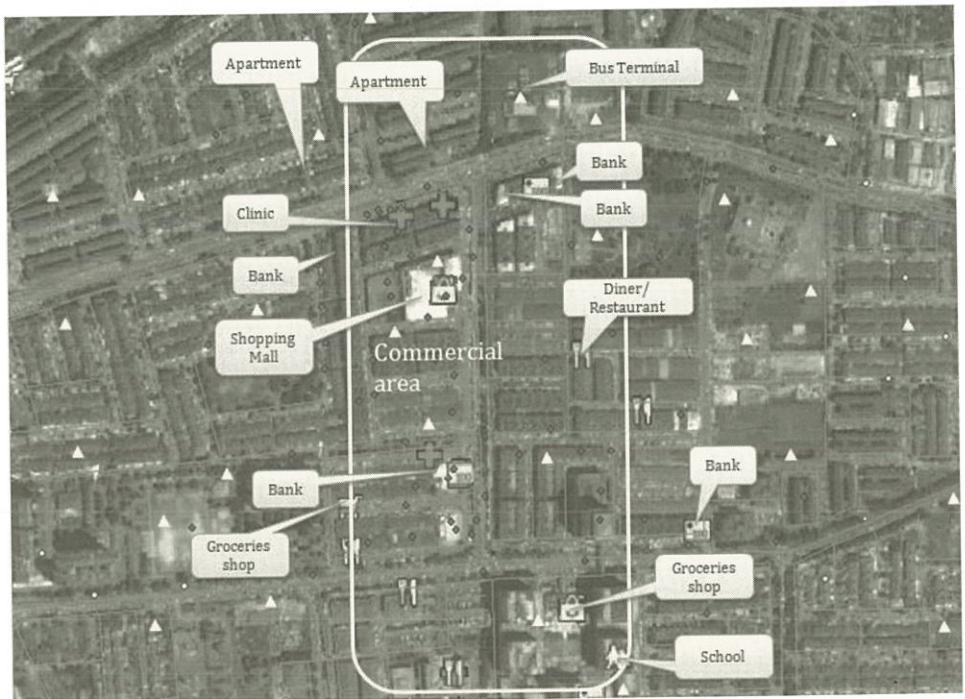 Apartment
Apartment
Bus Terminal
Bank
Bank
Clinic
Bank
Diner/
Restaurant
Shopping
Mall
Commercial
area
Bank
Bank
Groceries
shop
Groceries
shop
School